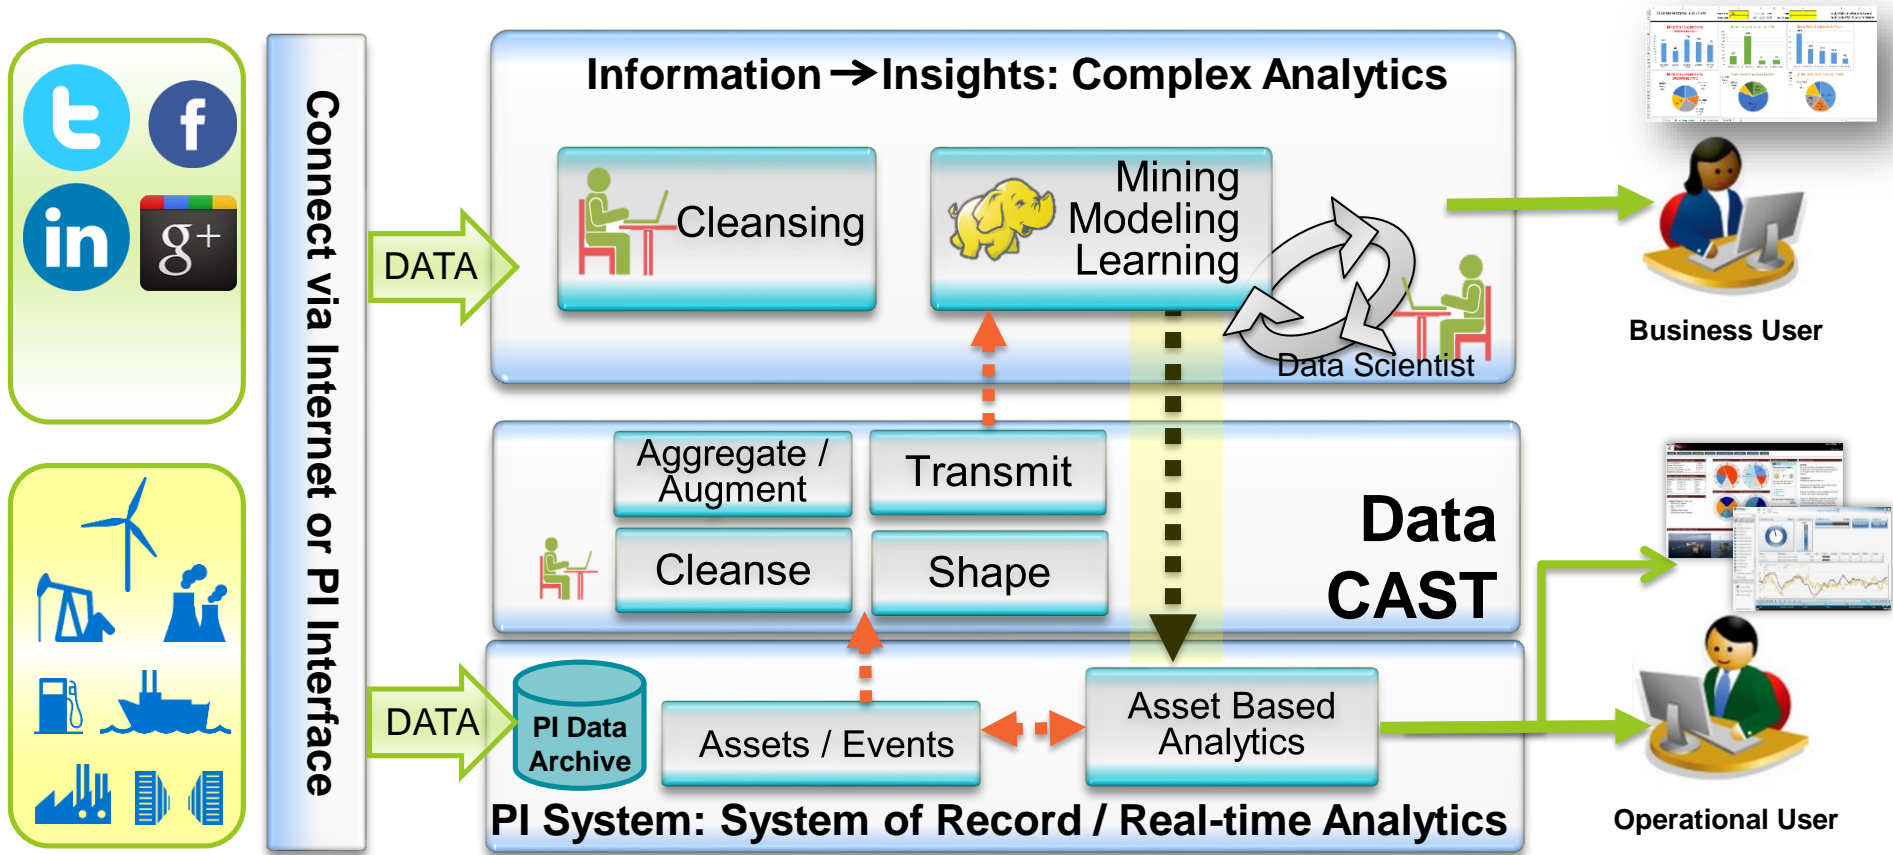 Connect via Internet or PI Interface
DATA
DATA
Information → Insights: Complex Analytics
Cleansing
Mining
Modeling
Learning
Data Scientist
Business User
Aggregate /
Augment
Transmit
Cleanse
Shape
Data
CAST
PI Data
Archive
Assets / Events
Asset Based
Analytics
PI System: System of Record / Real-time Analytics
Operational User
t
f
in
g+